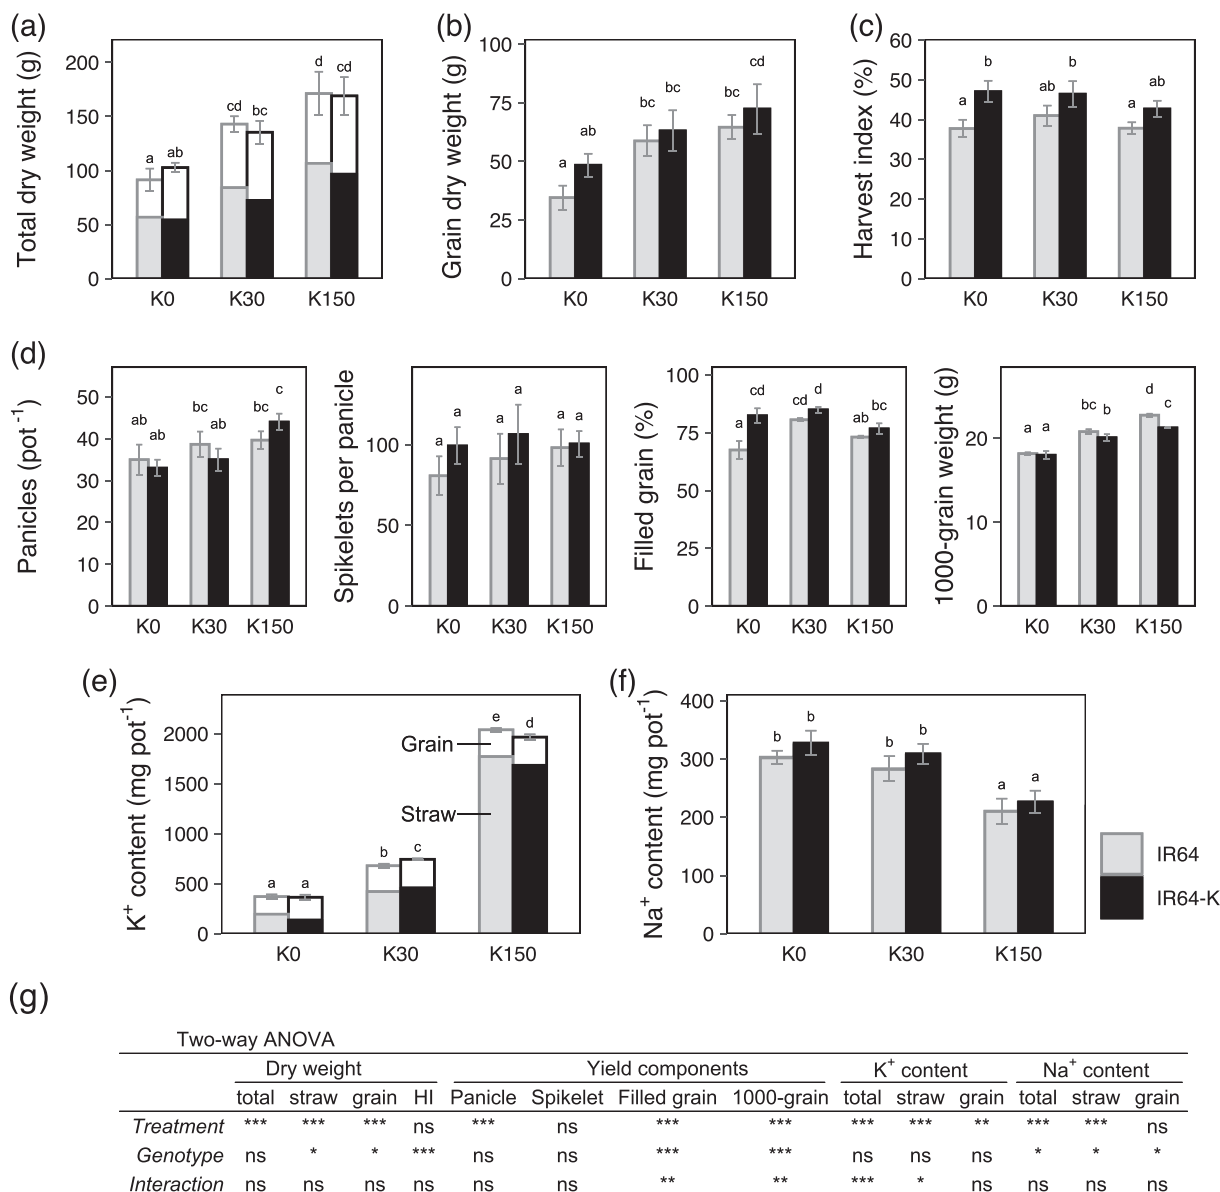 (a)
Total dry weight (g)
200
150
100
50
0
a
ab
cd
bc
d
cd
K0
K30
K150
(b)
Grain dry weight (g)
100
75
50
25
0
a
ab
bc
bc
bc
cd
K0
K30
K150
(c)
Harvest index (%)
60
50
40
30
20
10
0
a
b
ab
b
a
ab
K0
K30
K150
(d)
Panicles (pot⁻¹)
50
40
30
20
10
0
ab
ab
bc
ab
bc
c
K0
K30
K150
Spikelets per panicle
100
50
0
a
a
a
a
a
a
K0
K30
K150
Filled grain (%)
100
75
50
25
0
a
cd
cd
d
ab
bc
K0
K30
K150
1000-grain weight (g)
20
10
0
a
a
bc
b
d
c
K0
K30
K150
(e)
K⁺ content (mg pot⁻¹)
2000
1500
1000
500
0
a
a
b
c
e
d
Grain
Straw
K0
K30
K150
(f)
Na⁺ content (mg pot⁻¹)
400
300
200
100
0
b
b
b
b
a
a
K0
K30
K150
IR64
IR64-K
(g)
Two-way ANOVA
Dry weight Yield components K⁺ content Na⁺ content
total straw grain HI Panicle Spikelet Filled grain 1000-grain total straw grain total straw grain
Treatment *** *** *** ns *** ns *** *** *** *** ** *** *** ns
Genotype ns * * *** ns ns *** *** ns ns ns * * *
Interaction ns ns ns ns ns ns ** ** *** * ns ns ns ns